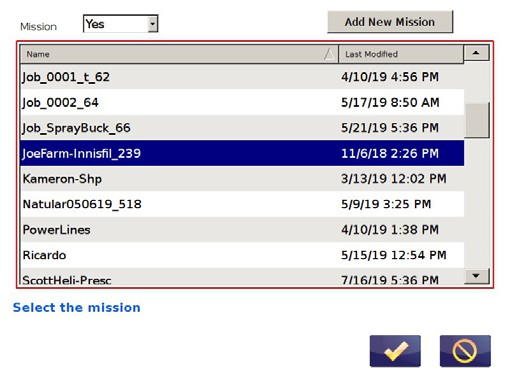 Mission Yes Add New Mission
Name Last Modified
Job_0001_t_62 4/10/19 4:56 PM
Job_0002_64 5/17/19 8:50 AM
Job_SprayBuck_66 5/21/19 5:36 PM
JoeFarm-Innisfil_239 11/6/18 2:26 PM
Kameron-Shp 3/13/19 12:02 PM
Natular050619_518 5/9/19 3:25 PM
PowerLines 4/10/19 1:38 PM
Ricardo 5/15/19 12:54 PM
ScottHeli-Presc 7/16/19 5:36 PM
Select the mission